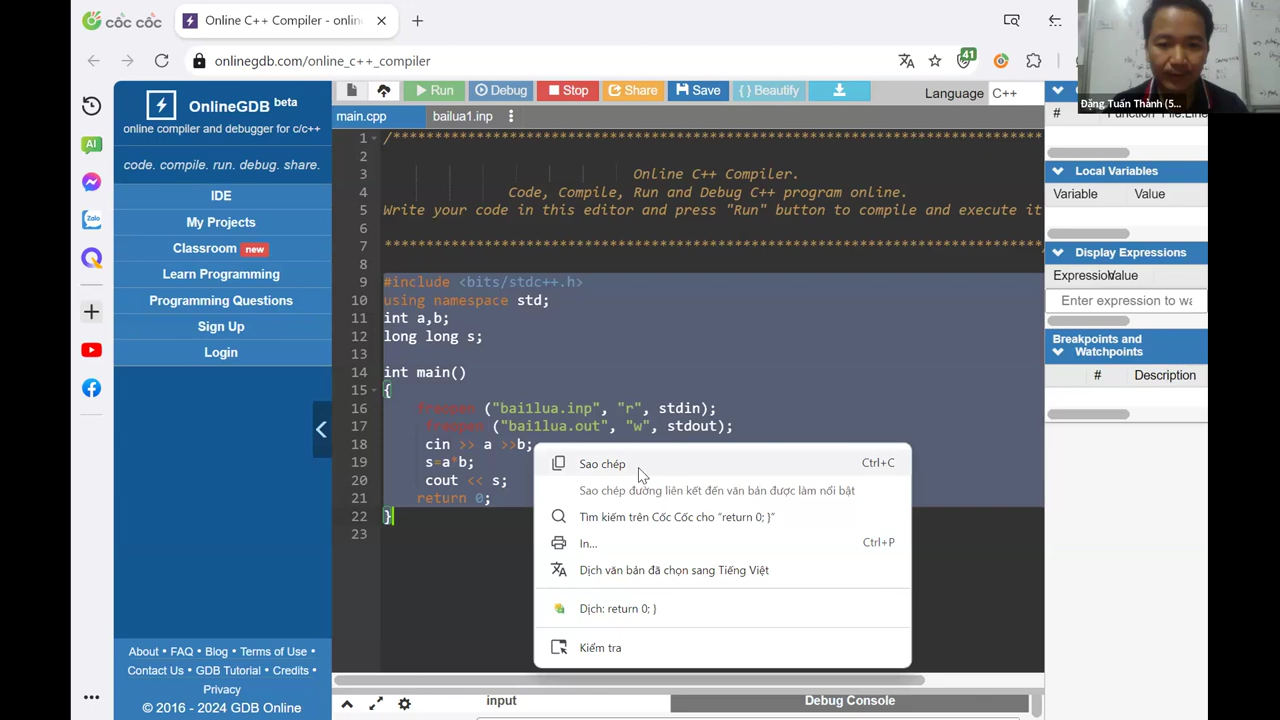 cốc cốc
Online C++ Compiler - onlin
onlinegdb.com/online_c++_compiler
41
OnlineGDB beta
online compiler and debugger for c/c++
code. compile. run. debug. share.
IDE
My Projects
Classroom new
Learn Programming
Programming Questions
Sign Up
Login
About • FAQ • Blog • Terms of Use •
Contact Us • GDB Tutorial • Credits •
Privacy
© 2016 - 2024 GDB Online
AI
Zalo
Run
Debug
Stop
Share
Save
{ } Beautify
Language C++
main.cpp
bailua1.inp
1 /******************************************************************************
2
3 Online C++ Compiler.
4 Code, Compile, Run and Debug C++ program online.
5 Write your code in this editor and press "Run" button to compile and execute it
6
7 *******************************************************************************
8
9 #include <bits/stdc++.h>
10 using namespace std;
11 int a,b;
12 long long s;
13
14 int main()
15 {
16 freopen ("bai1lua.inp", "r", stdin);
17 freopen ("bai1lua.out", "w", stdout);
18 cin >> a >>b;
19 s=a*b;
20 cout << s;
21 return 0;
22 }
23
Sao chép Ctrl+C
Sao chép đường liên kết đến văn bản được làm nổi bật
Tìm kiếm trên Cốc Cốc cho “return 0; }”
In... Ctrl+P
Dịch văn bản đã chọn sang Tiếng Việt
Dịch: return 0; }
Kiểm tra
input
Debug Console
Đặng Tuấn Thành (5...
# Function File:Line
Local Variables
Variable Value
Display Expressions
Expression Value
Enter expression to wa
Breakpoints and
Watchpoints
# Description